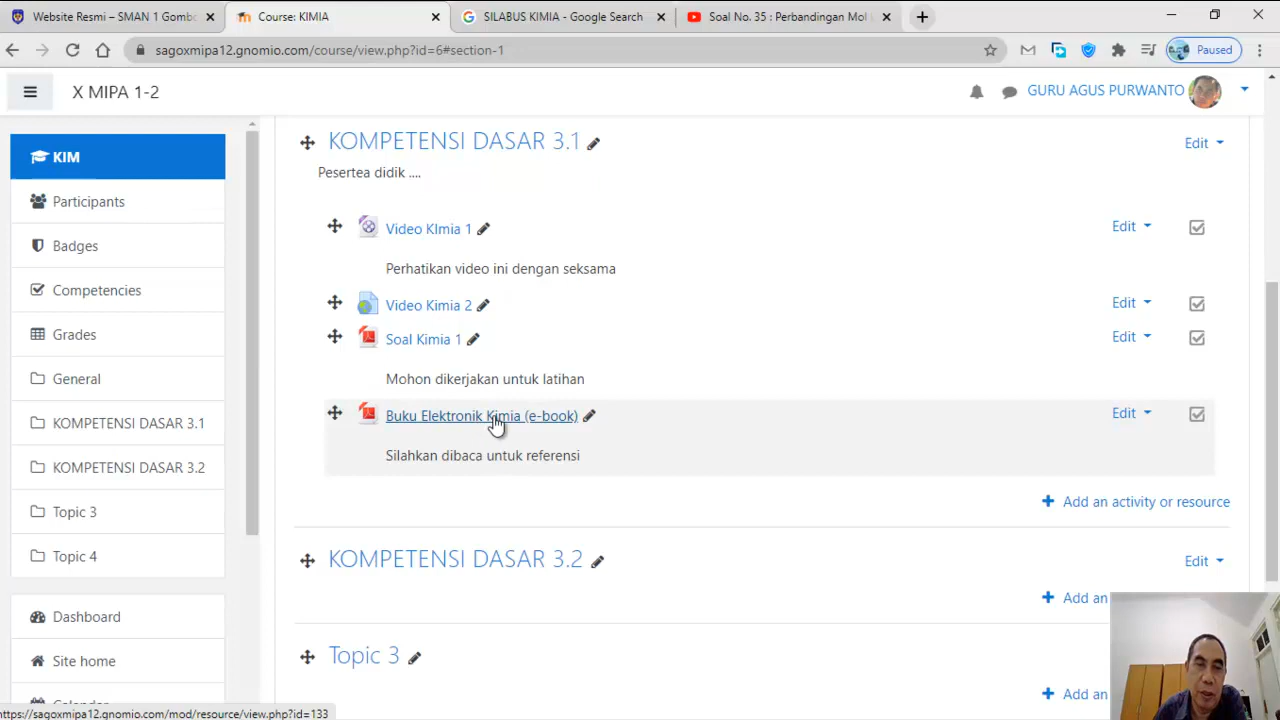 Website Resmi – SMAN 1 Gombo
Course: KIMIA
SILABUS KIMIA - Google Search
Soal No. 35 : Perbandingan Mol
sagoxmipa12.gnomio.com/course/view.php?id=6#section-1
Paused
X MIPA 1-2
GURU AGUS PURWANTO
KIM
Participants
Badges
Competencies
Grades
General
KOMPETENSI DASAR 3.1
KOMPETENSI DASAR 3.2
Topic 3
Topic 4
Dashboard
Site home
KOMPETENSI DASAR 3.1
Edit
Pesertea didik ....
Video KImia 1
Edit
Perhatikan video ini dengan seksama
Video Kimia 2
Edit
Soal Kimia 1
Edit
Mohon dikerjakan untuk latihan
Buku Elektronik Kimia (e-book)
Edit
Silahkan dibaca untuk referensi
Add an activity or resource
KOMPETENSI DASAR 3.2
Edit
Add an
Topic 3
Add an
https://sagoxmipa12.gnomio.com/mod/resource/view.php?id=133